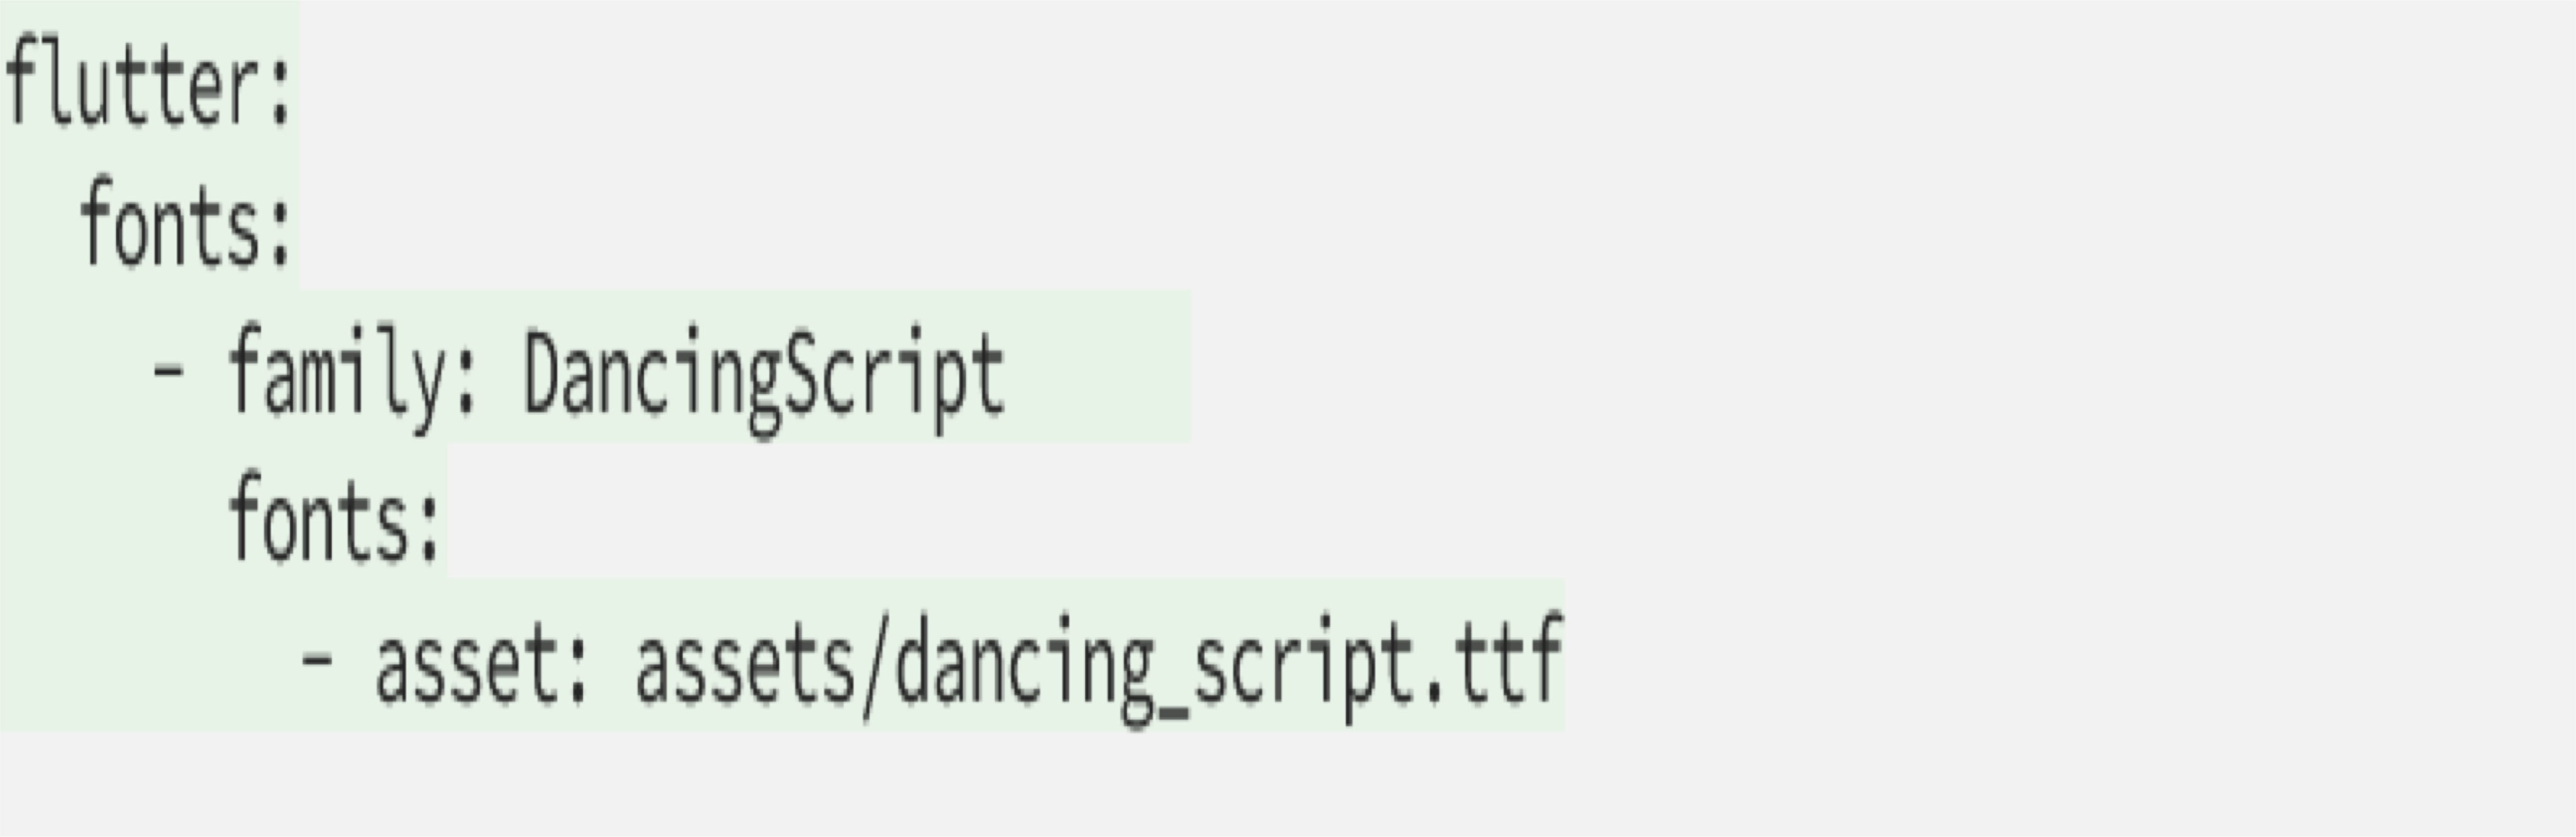 flutter:
  fonts:
    - family: DancingScript
      fonts:
        - asset: assets/dancing_script.ttf